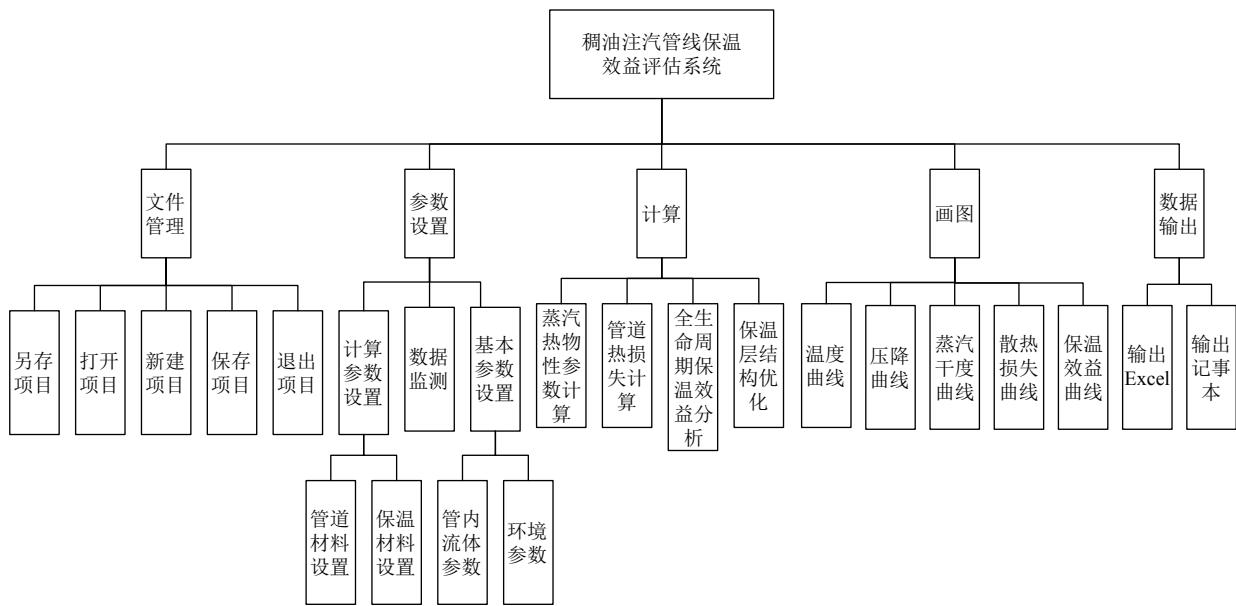 稠油注汽管线保温
效益评估系统
文件
管理
参数
设置
计算
画图
数据
输出
另存
项目
打开
项目
新建
项目
保存
项目
退出
项目
计算
参数
设置
数据
监测
基本
参数
设置
蒸汽
热物
性参
数计
算
管道
热损
失计
算
全生
命周
期保
温效
益分
析
保温
层结
构优
化
温度
曲线
压降
曲线
蒸汽
干度
曲线
散热
损失
曲线
保温
效益
曲线
输出
Excel
输出
记事
本
管道
材料
设置
保温
材料
设置
管内
流体
参数
环境
参数